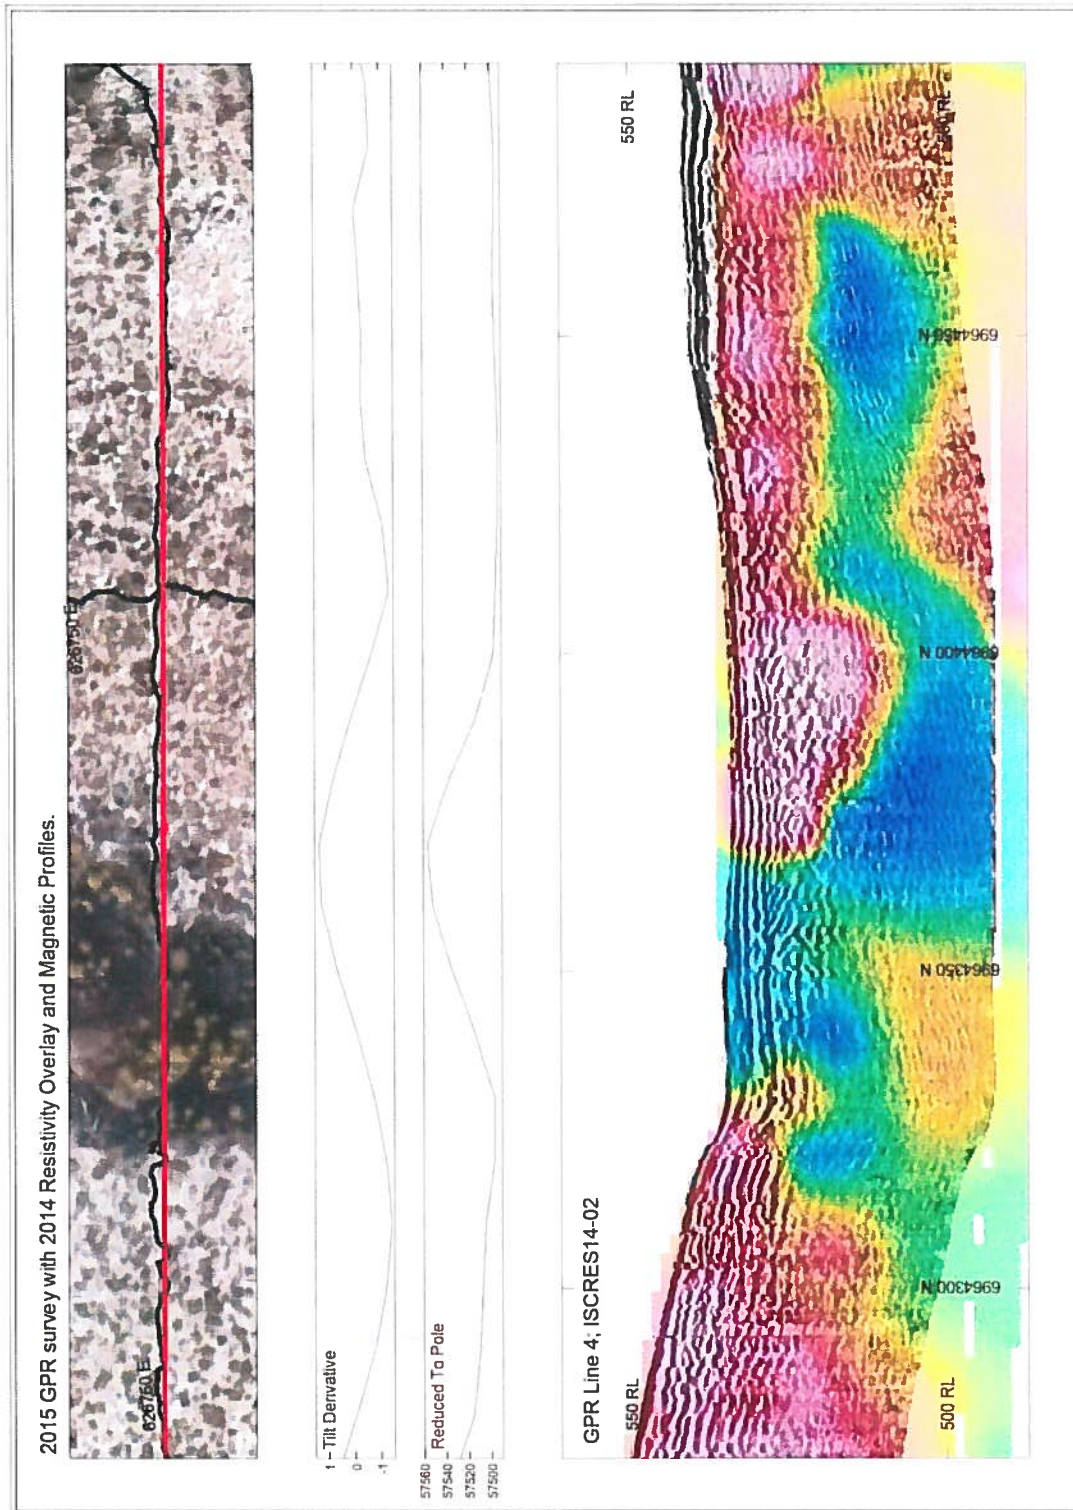 2015 GPR survey with 2014 Resistivity Overlay and Magnetic Profiles.
626750 E
626750 E
1
Tilt Derivative
0
-1
57560
Reduced To Pole
57540
57520
57500
GPR Line 4; ISCRES14-02
550 RL
550 RL
500 RL
500 RL
6964300 N
6964350 N
6964400 N
6964450 N